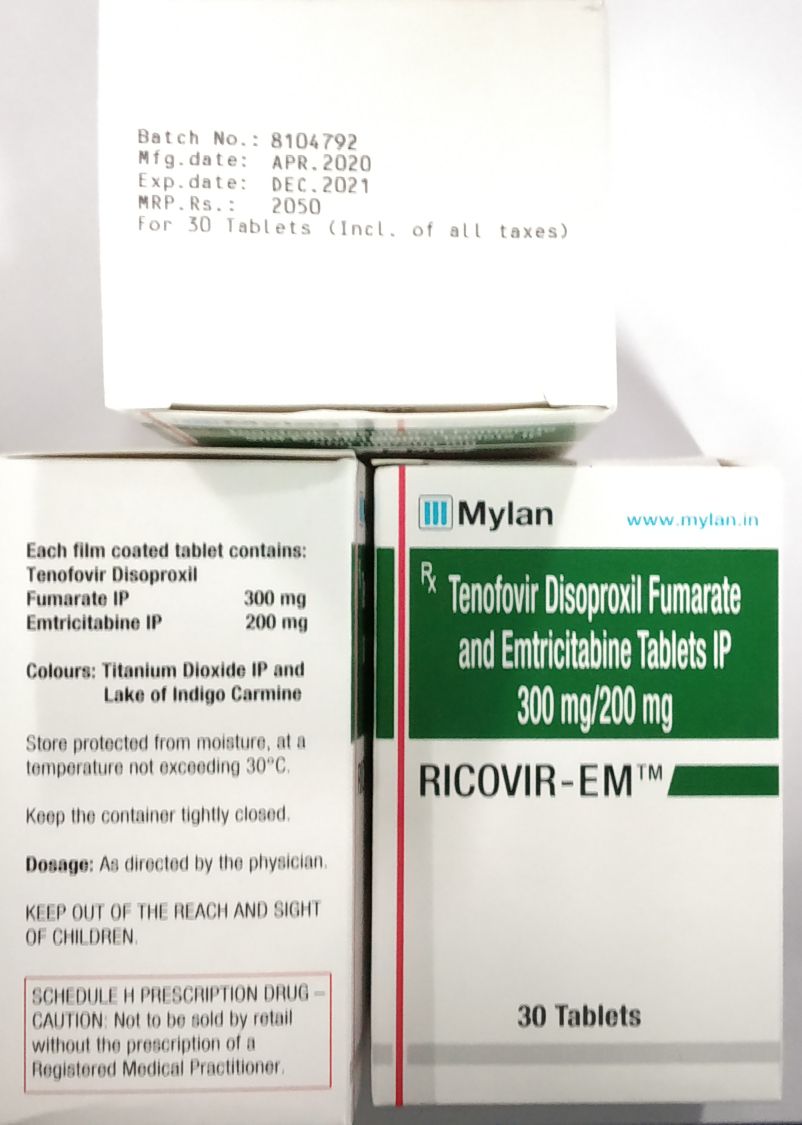 Batch No.: 8104792
Mfg.date: APR.2020
Exp.date: DEC.2021
MRP.Rs.: 2050
For 30 Tablets (Incl. of all taxes)
Each film coated tablet contains:
Tenofovir Disoproxil
Fumarate IP 300 mg
Emtricitabine IP 200 mg
Colours: Titanium Dioxide IP and
Lake of Indigo Carmine
Store protected from moisture, at a
temperature not exceeding 30°C.
Keep the container tightly closed.
Dosage: As directed by the physician.
KEEP OUT OF THE REACH AND SIGHT
OF CHILDREN.
SCHEDULE H PRESCRIPTION DRUG –
CAUTION: Not to be sold by retail
without the prescription of a
Registered Medical Practitioner.
Mylan
www.mylan.in
Rx Tenofovir Disoproxil Fumarate
and Emtricitabine Tablets IP
300 mg/200 mg
RICOVIR-EM™
30 Tablets